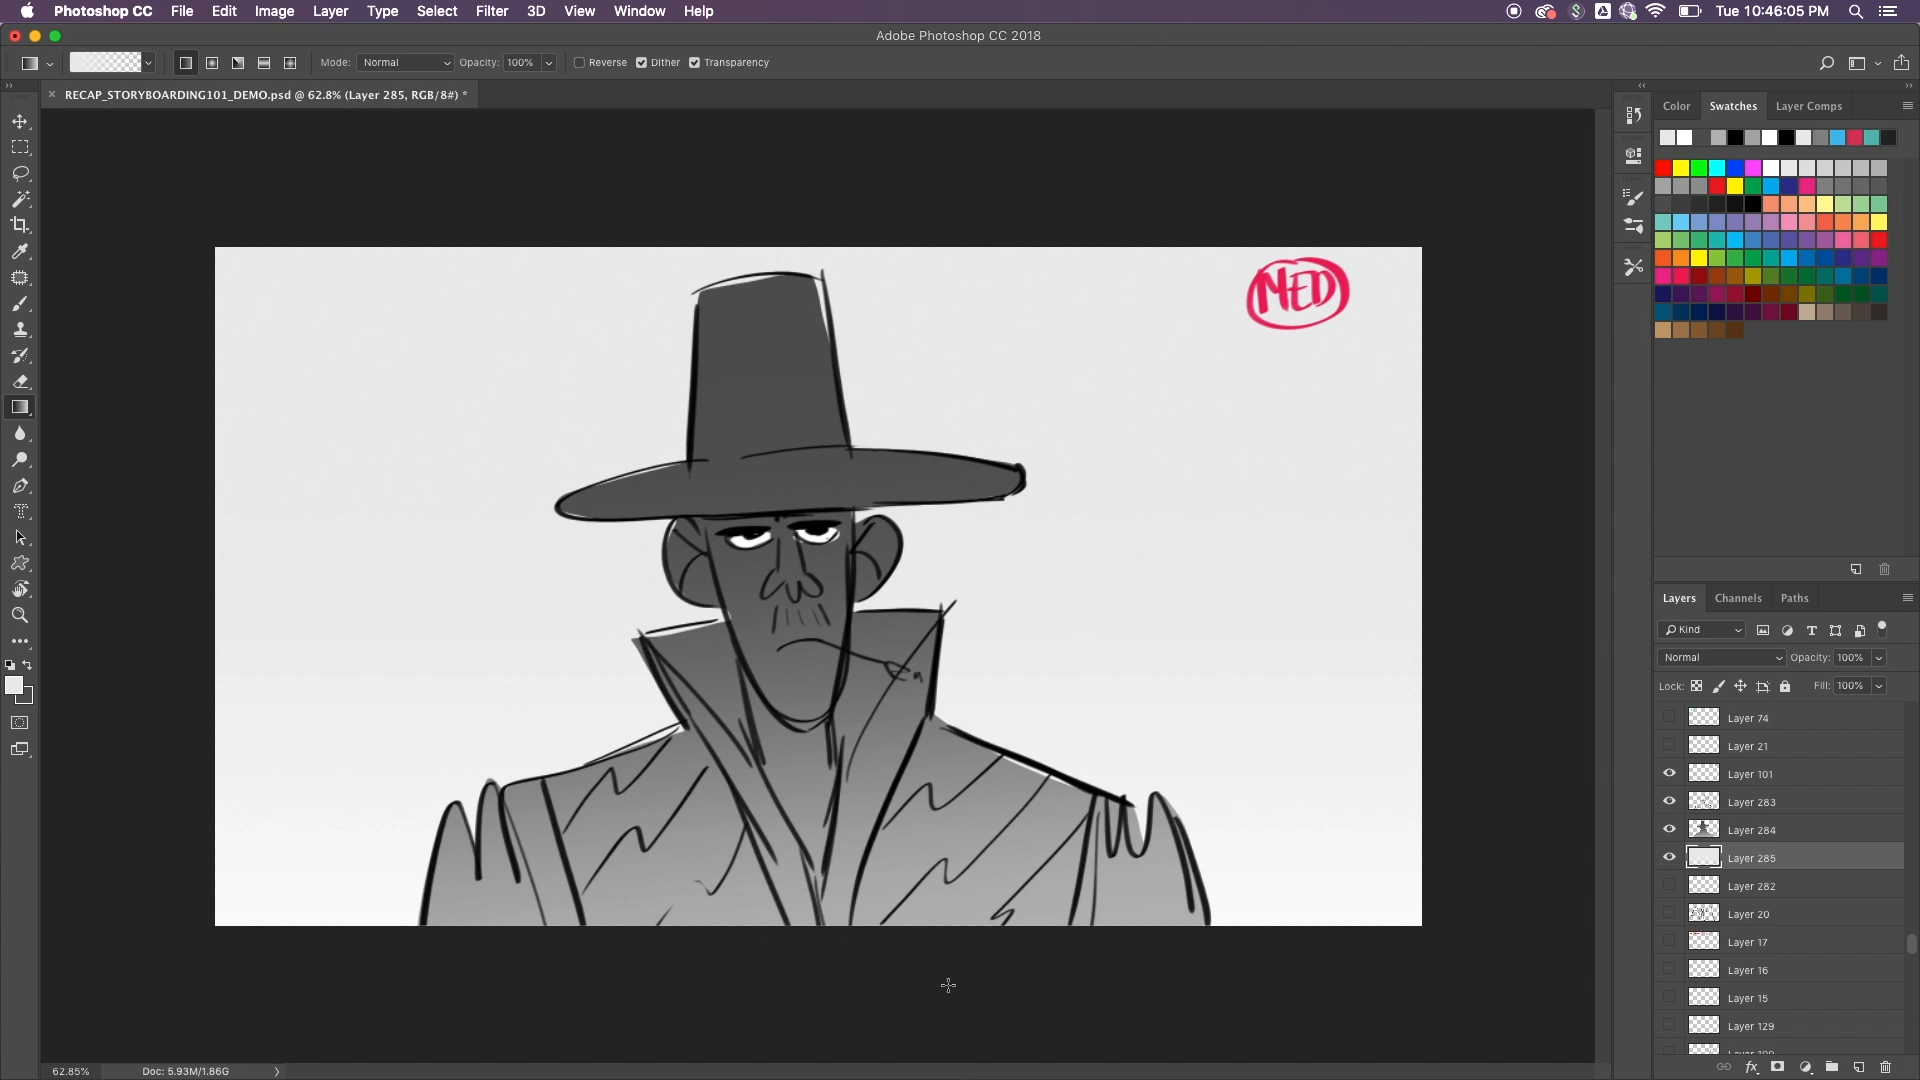 Photoshop CC File Edit Image Layer Type Select Filter 3D View Window Help Tue 10:46:05 PM
Adobe Photoshop CC 2018
Mode: Normal Opacity: 100% Reverse Dither Transparency
RECAP_STORYBOARDING101_DEMO.psd @ 62.8% (Layer 285, RGB/8#) *
Color Swatches Layer Comps
MED
Layers Channels Paths
Kind
Normal Opacity: 100%
Lock: Fill: 100%
Layer 74
Layer 21
Layer 101
Layer 283
Layer 284
Layer 285
Layer 282
Layer 20
Layer 17
Layer 16
Layer 15
Layer 129
62.85% Doc: 5.93M/1.86G